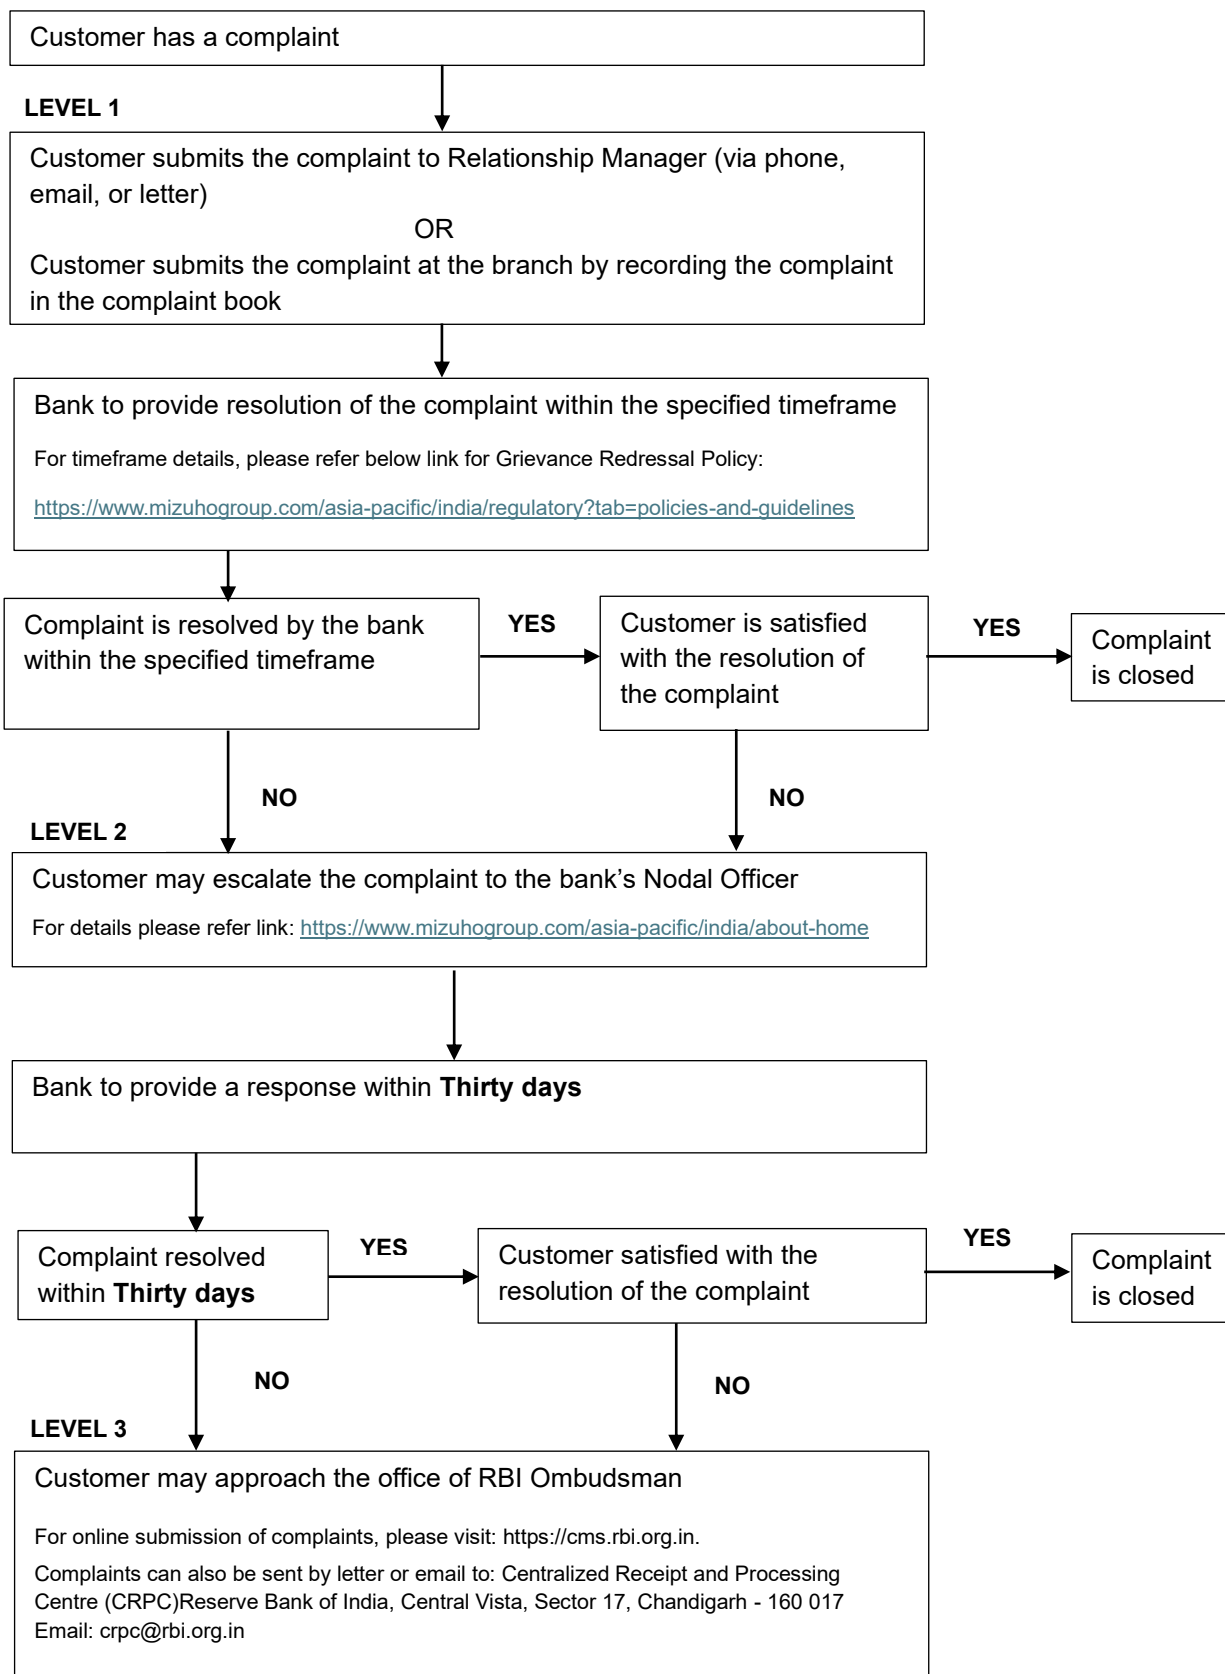 Customer has a complaint
LEVEL 1
Customer submits the complaint to Relationship Manager (via phone,
email, or letter)
OR
Customer submits the complaint at the branch by recording the complaint
in the complaint book
Bank to provide resolution of the complaint within the specified timeframe
For timeframe details, please refer below link for Grievance Redressal Policy:
https://www.mizuhogroup.com/asia-pacific/india/regulatory?tab=policies-and-guidelines
Complaint is resolved by the bank
within the specified timeframe
YES
Customer is satisfied
with the resolution of
the complaint
YES
Complaint
is closed
NO
NO
LEVEL 2
Customer may escalate the complaint to the bank’s Nodal Officer
For details please refer link: https://www.mizuhogroup.com/asia-pacific/india/about-home
Bank to provide a response within Thirty days
Complaint resolved
within Thirty days
YES
Customer satisfied with the
resolution of the complaint
YES
Complaint
is closed
NO
NO
LEVEL 3
Customer may approach the office of RBI Ombudsman
For online submission of complaints, please visit: https://cms.rbi.org.in.
Complaints can also be sent by letter or email to: Centralized Receipt and Processing
Centre (CRPC)Reserve Bank of India, Central Vista, Sector 17, Chandigarh - 160 017
Email: crpc@rbi.org.in